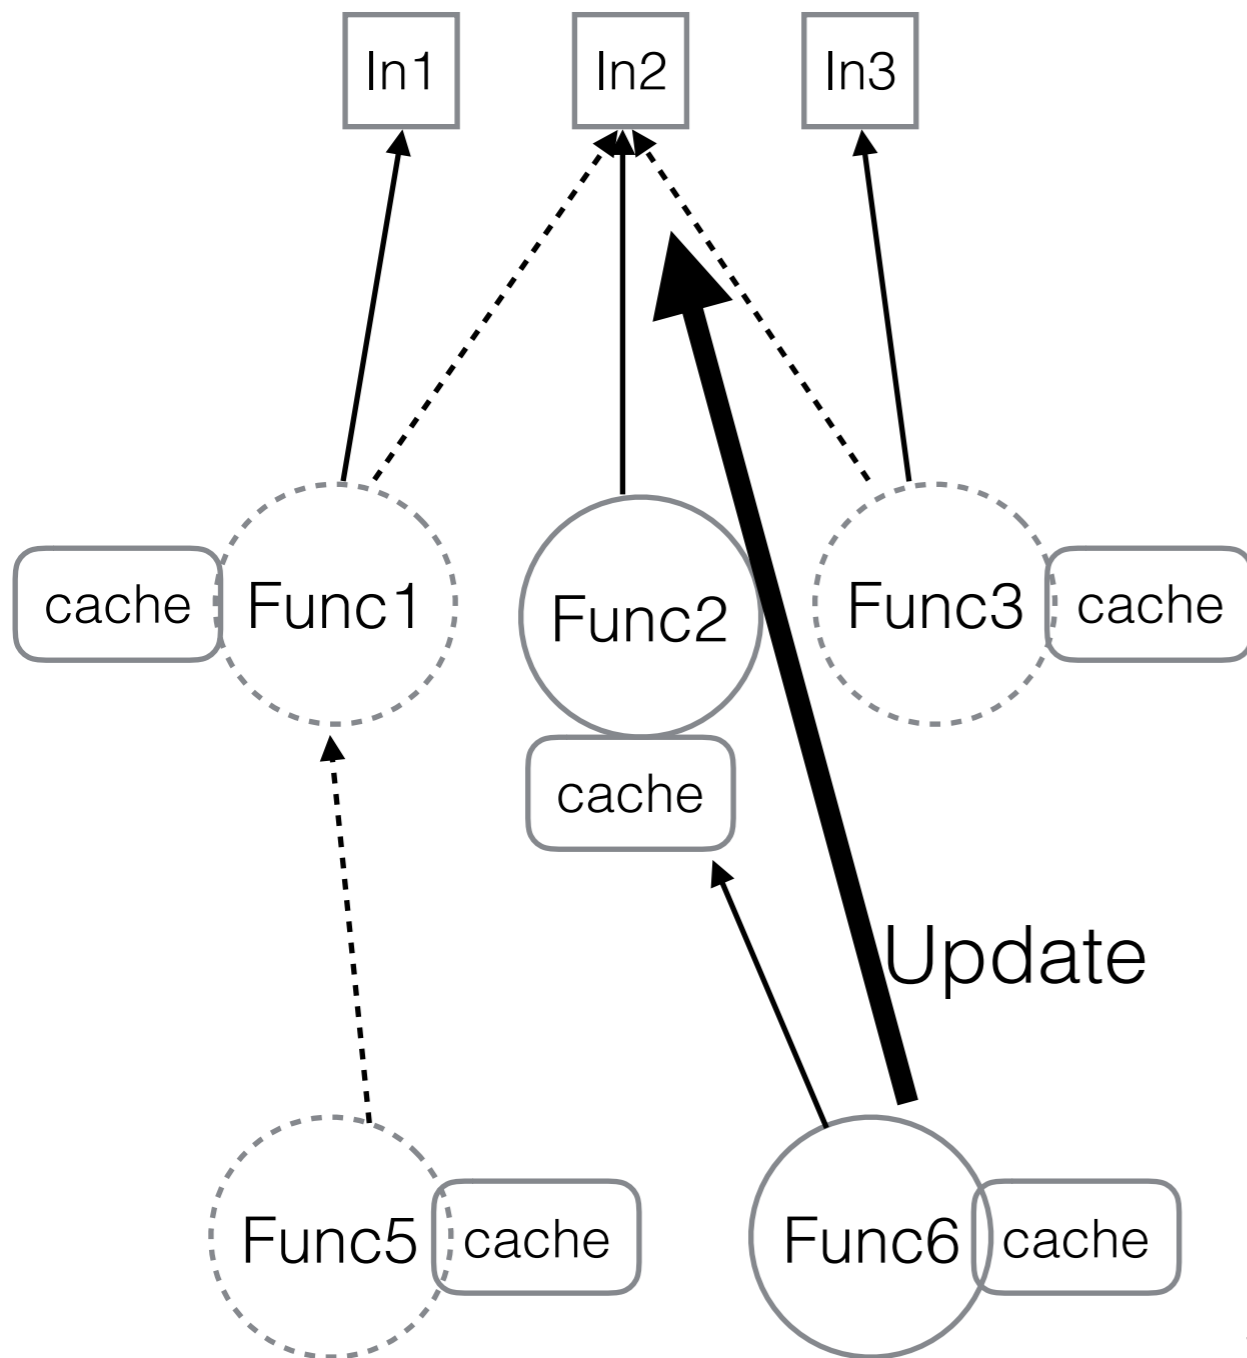 In1
In2
In3
cache
Func1
Func2
Func3
cache
cache
Update
Func5
cache
Func6
cache